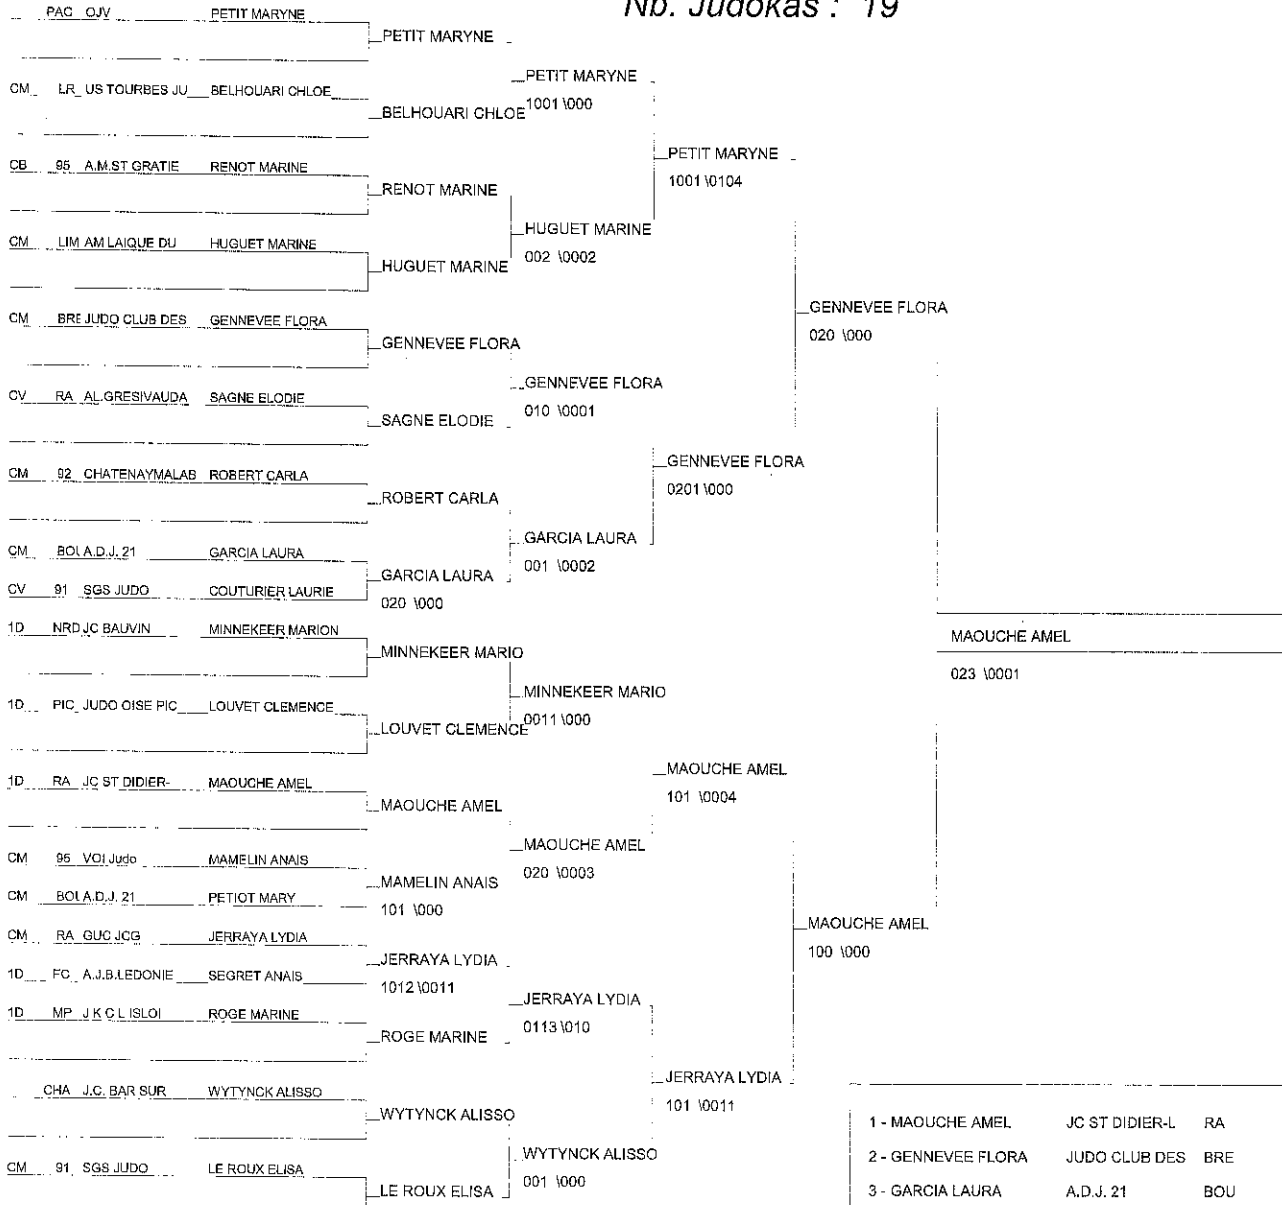 Nb. Judokas : 19
PAC OJV PETIT MARYNE
PETIT MARYNE
PETIT MARYNE
1001 \000
CM LR US TOURBES JU BELHOUARI CHLOE
BELHOUARI CHLOE
PETIT MARYNE
1001 \0104
CB 95 A.M.ST GRATIE RENOT MARINE
RENOT MARINE
HUGUET MARINE
002 \0002
CM LIM AM LAIQUE DU HUGUET MARINE
HUGUET MARINE
GENNEVEE FLORA
020 \000
CM BRE JUDO CLUB DES GENNEVEE FLORA
GENNEVEE FLORA
GENNEVEE FLORA
010 \0001
CV RA AL.GRESIVAUDA SAGNE ELODIE
SAGNE ELODIE
GENNEVEE FLORA
0201 \000
CM 92 CHATENAYMALAB ROBERT CARLA
ROBERT CARLA
GARCIA LAURA
001 \0002
CM BOU A.D.J. 21 GARCIA LAURA
GARCIA LAURA
020 \000
CV 91 SGS JUDO COUTURIER LAURIE
MAOUCHE AMEL
023 \0001
1D NRD JC BAUVIN MINNEKEER MARION
MINNEKEER MARIO
MINNEKEER MARIO
0011 \000
1D PIC JUDO OISE PIC LOUVET CLEMENCE
LOUVET CLEMENCE
MAOUCHE AMEL
101 \0004
1D RA JC ST DIDIER- MAOUCHE AMEL
MAOUCHE AMEL
MAOUCHE AMEL
020 \0003
CM 95 VOI Judo MAMELIN ANAIS
MAMELIN ANAIS
101 \000
CM BOU A.D.J. 21 PETIOT MARY
MAOUCHE AMEL
100 \000
CM RA GUC JCG JERRAYA LYDIA
JERRAYA LYDIA
1012 \0011
1D FC A.J.B.LEDONIE SEGRET ANAIS
JERRAYA LYDIA
0113 \010
1D MP J K C L ISLOI ROGE MARINE
ROGE MARINE
JERRAYA LYDIA
101 \0011
CHA J.C. BAR SUR WYTYNCK ALISSO
WYTYNCK ALISSO
WYTYNCK ALISSO
001 \000
CM 91 SGS JUDO LE ROUX ELISA
LE ROUX ELISA
1 - MAOUCHE AMEL JC ST DIDIER-L RA
2 - GENNEVEE FLORA JUDO CLUB DES BRE
3 - GARCIA LAURA A.D.J. 21 BOU